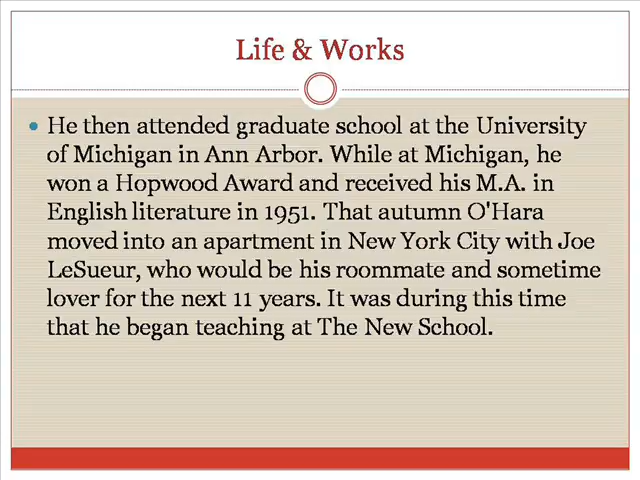 Life & Works
He then attended graduate school at the University
of Michigan in Ann Arbor. While at Michigan, he
won a Hopwood Award and received his M.A. in
English literature in 1951. That autumn O'Hara
moved into an apartment in New York City with Joe
LeSueur, who would be his roommate and sometime
lover for the next 11 years. It was during this time
that he began teaching at The New School.